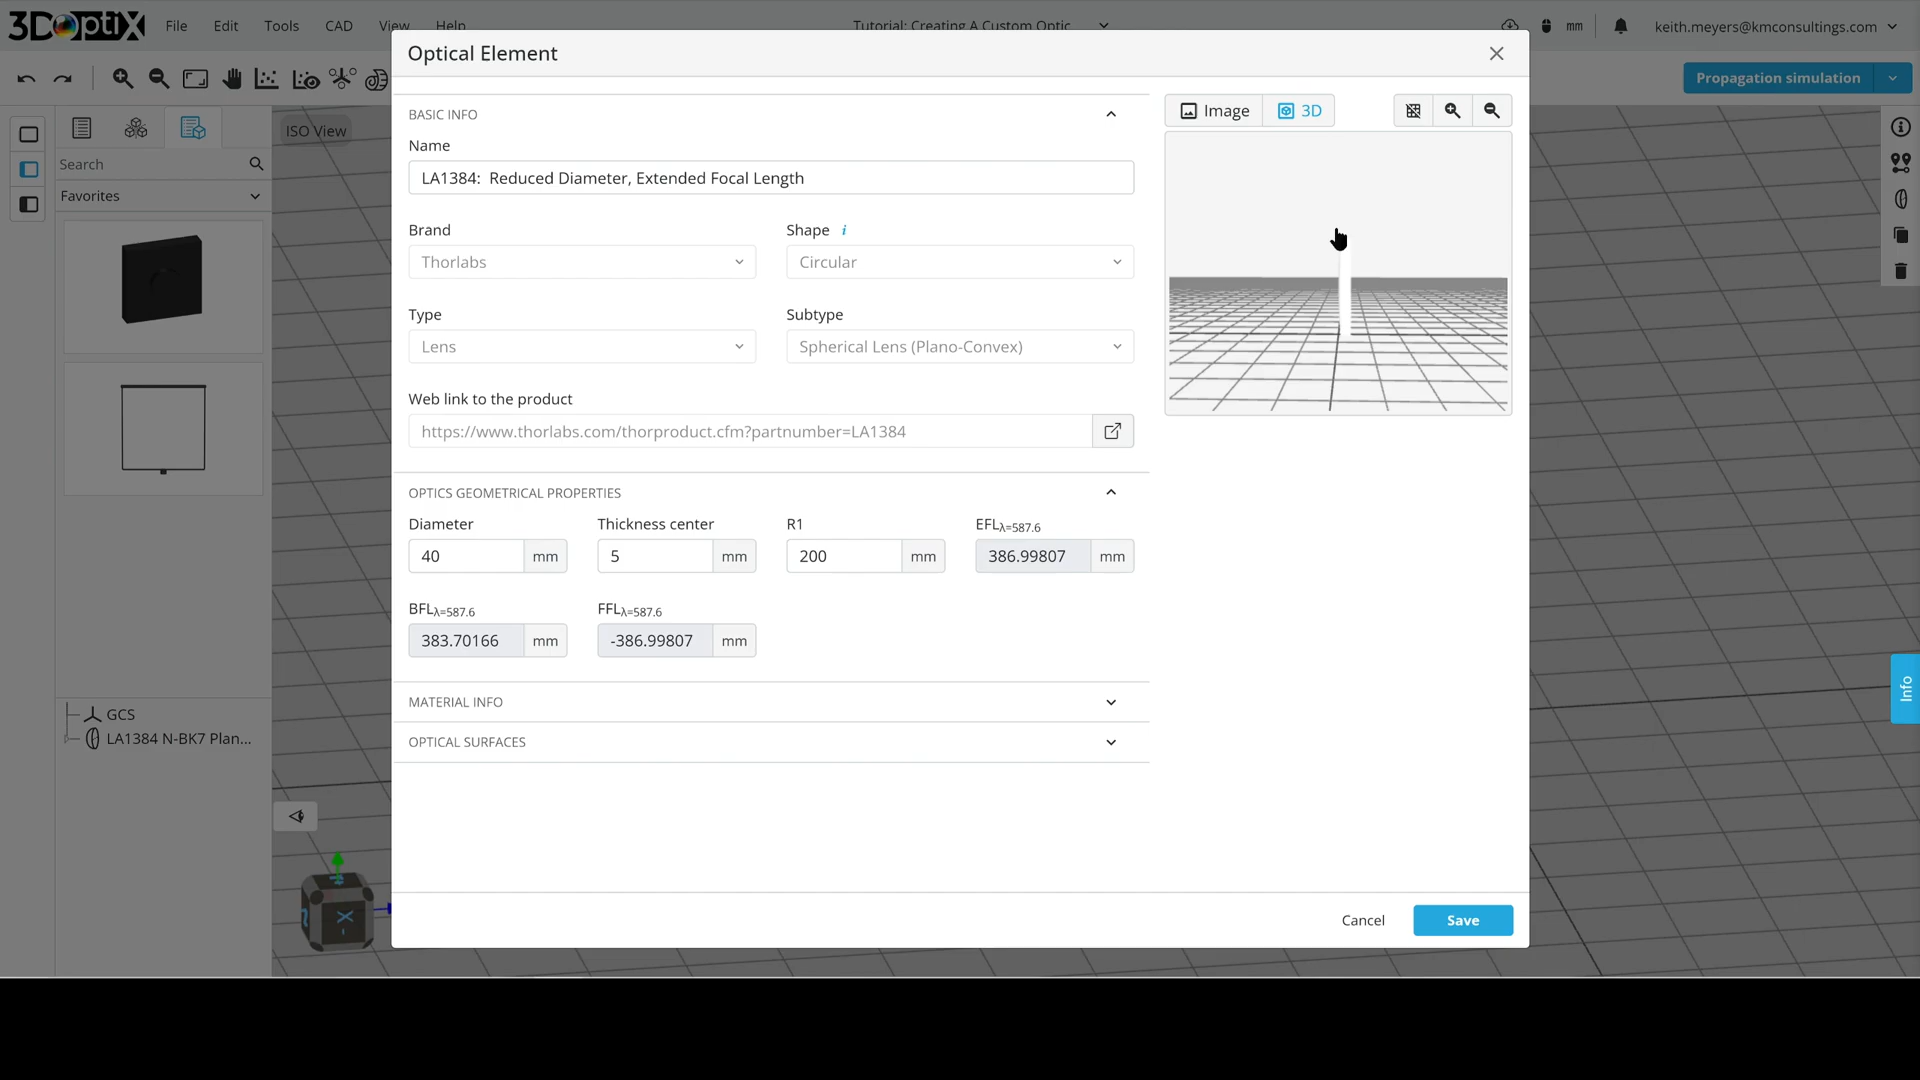 3DOptiX File Edit Tools CAD View Help Tutorial: Creating A Custom Optic mm keith.meyers@kmconsultings.com
Optical Element
Propagation simulation
ISO View
Search
Favorites
GCS
LA1384 N-BK7 Plan...
BASIC INFO
Name
LA1384: Reduced Diameter, Extended Focal Length
Brand Shape i
Thorlabs Circular
Type Subtype
Lens Spherical Lens (Plano-Convex)
Web link to the product
https://www.thorlabs.com/thorproduct.cfm?partnumber=LA1384
OPTICS GEOMETRICAL PROPERTIES
Diameter Thickness center R1 EFLλ=587.6
40 mm 5 mm 200 mm 386.99807 mm
BFLλ=587.6 FFLλ=587.6
383.70166 mm -386.99807 mm
MATERIAL INFO
OPTICAL SURFACES
Image 3D
Cancel Save
Info
X